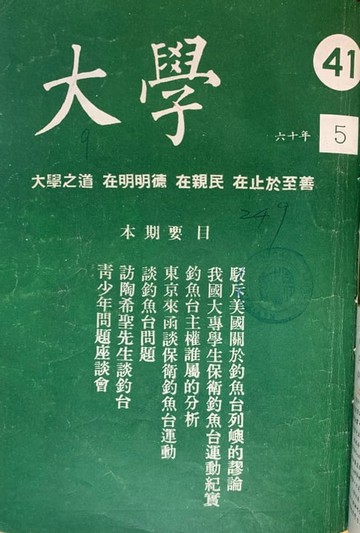 大學
41
六十年 5
大學之道 在明明德 在親民 在止於至善
249
本期要目
駁斥美國關於釣魚台列嶼的謬論
我國大專學生保衛釣魚台運動紀實
釣魚台主權誰屬的分析
東京來函談保衛釣魚台運動
談釣魚台問題
訪陶希聖先生談釣台
青少年問題座談會